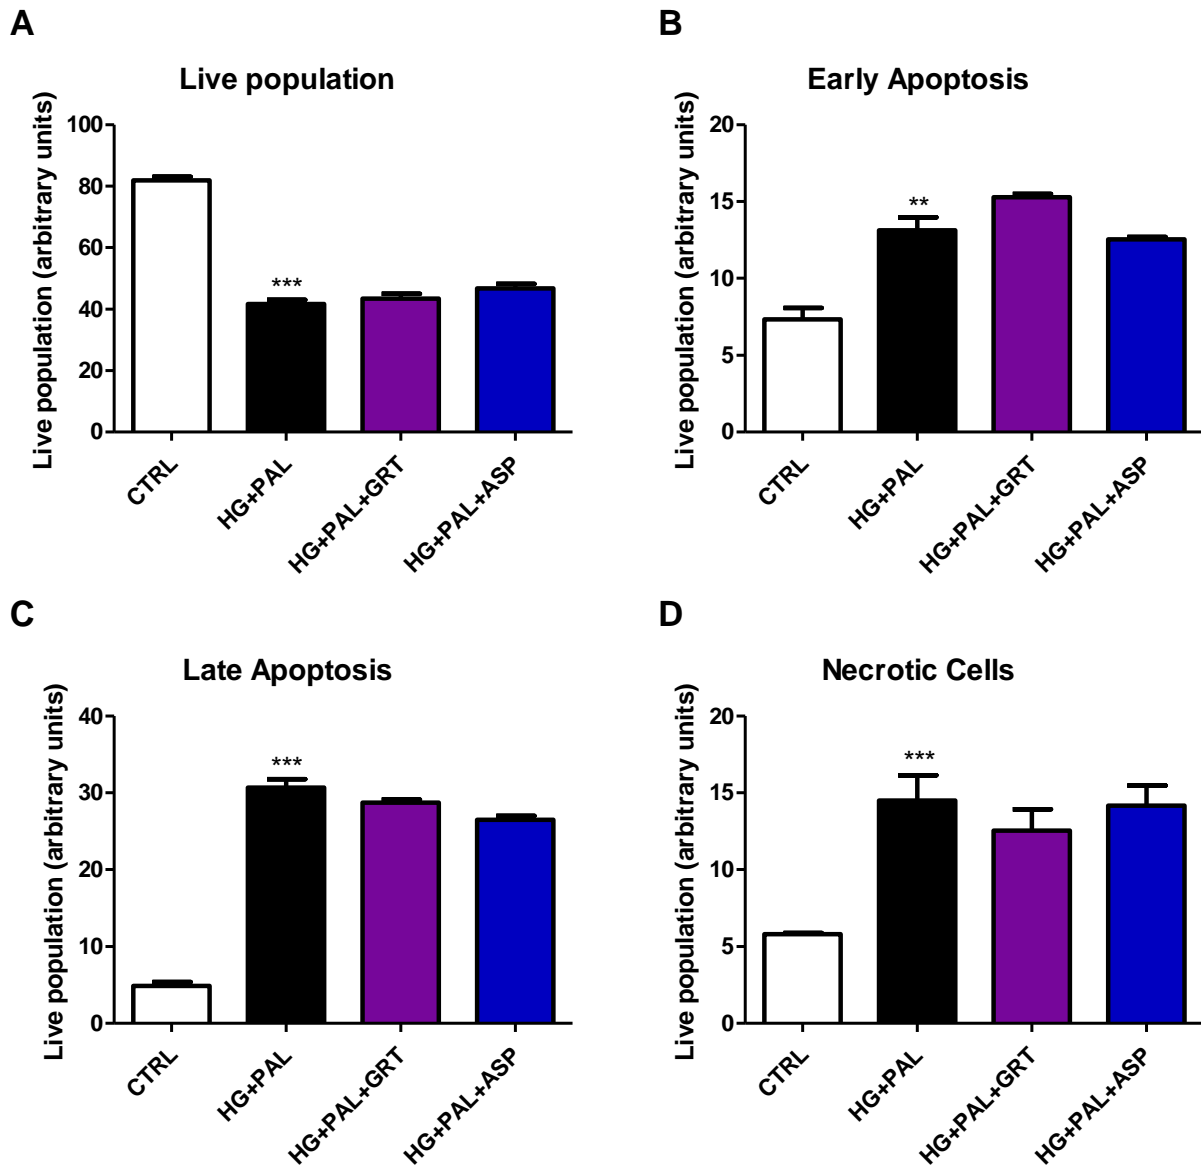 A
Live population
Live population (arbitrary units)
100
80
60
40
20
0
***
CTRL
HG+PAL
HG+PAL+GRT
HG+PAL+ASP
B
Early Apoptosis
Live population (arbitrary units)
20
15
10
5
0
**
CTRL
HG+PAL
HG+PAL+GRT
HG+PAL+ASP
C
Late Apoptosis
Live population (arbitrary units)
40
30
20
10
0
***
CTRL
HG+PAL
HG+PAL+GRT
HG+PAL+ASP
D
Necrotic Cells
Live population (arbitrary units)
20
15
10
5
0
***
CTRL
HG+PAL
HG+PAL+GRT
HG+PAL+ASP